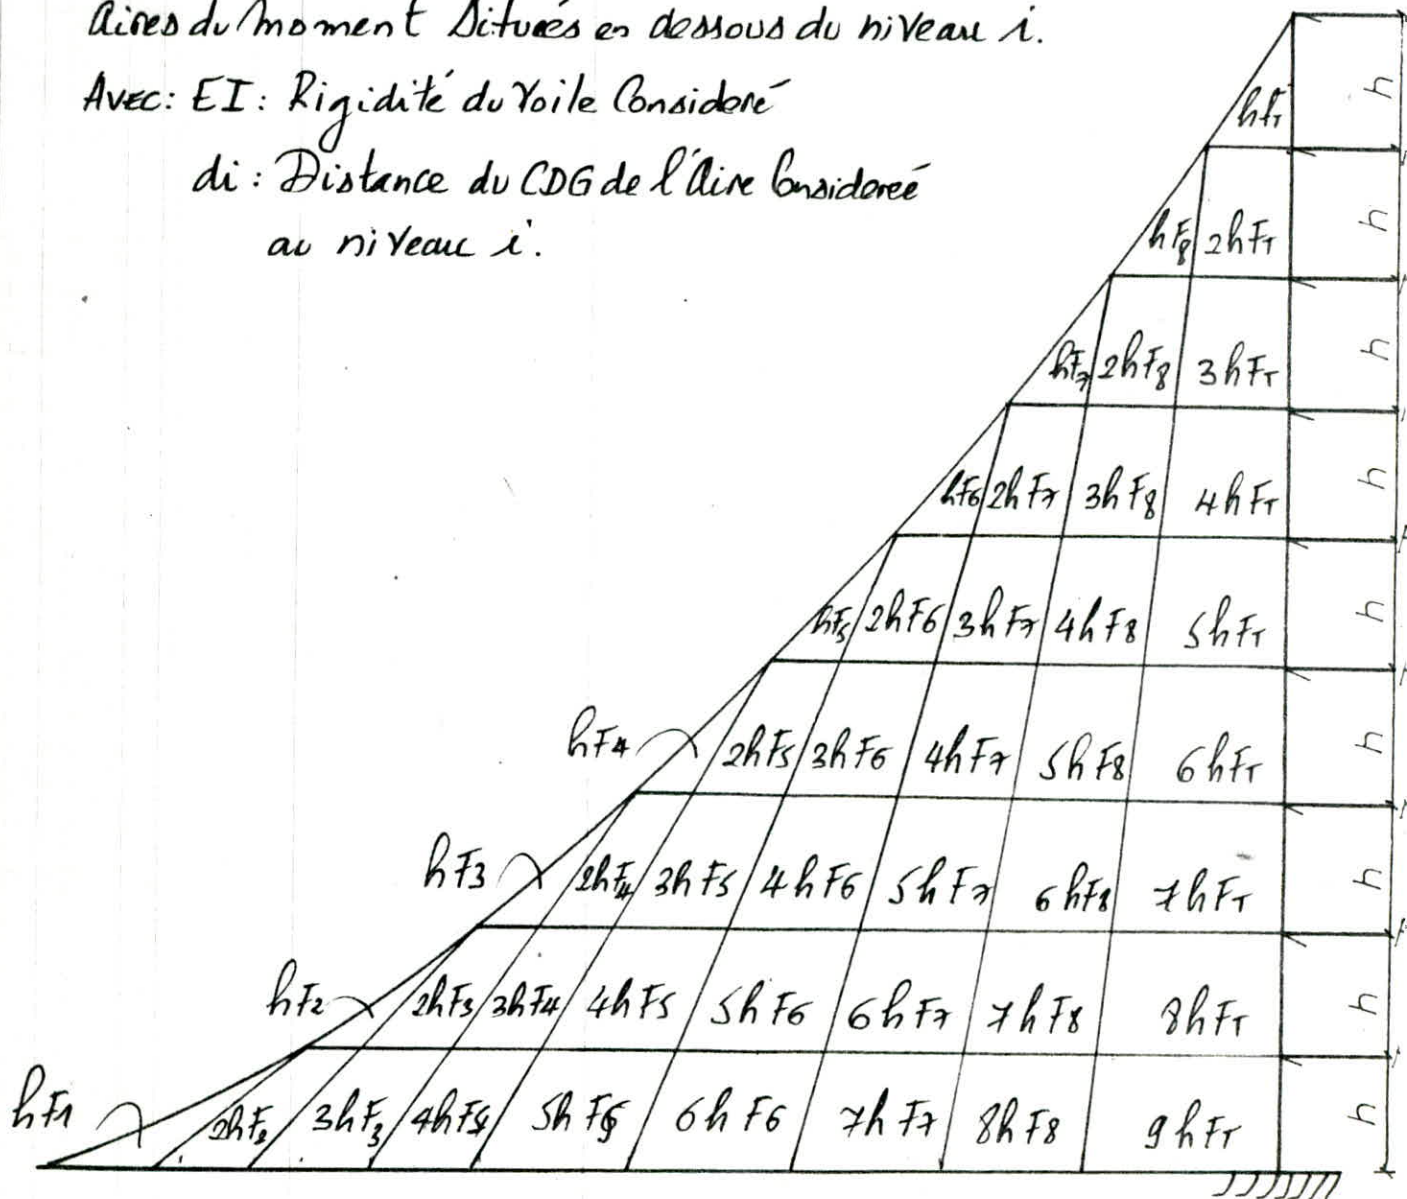 aires du moment Situées en dessous du niveau i.
AVEC: EI: Rigidité du Voile Consideré
di: Distance du CDG de l'aire Considereé
au niveau i.
hFT h
hF8 2hFT h
hF7 2hF8 3hFT h
hF6 2hF7 3hF8 4hFT h
hF5 2hF6 3hF7 4hF8 5hFT h
hF4 2hF5 3hF6 4hF7 5hF8 6hFT h
hF3 2hF4 3hF5 4hF6 5hF7 6hF8 7hFT h
hF2 2hF3 3hF4 4hF5 5hF6 6hF7 7hF8 8hFT h
hF1 2hF2 3hF3 4hF4 5hF5 6hF6 7hF7 8hF8 9hFT h